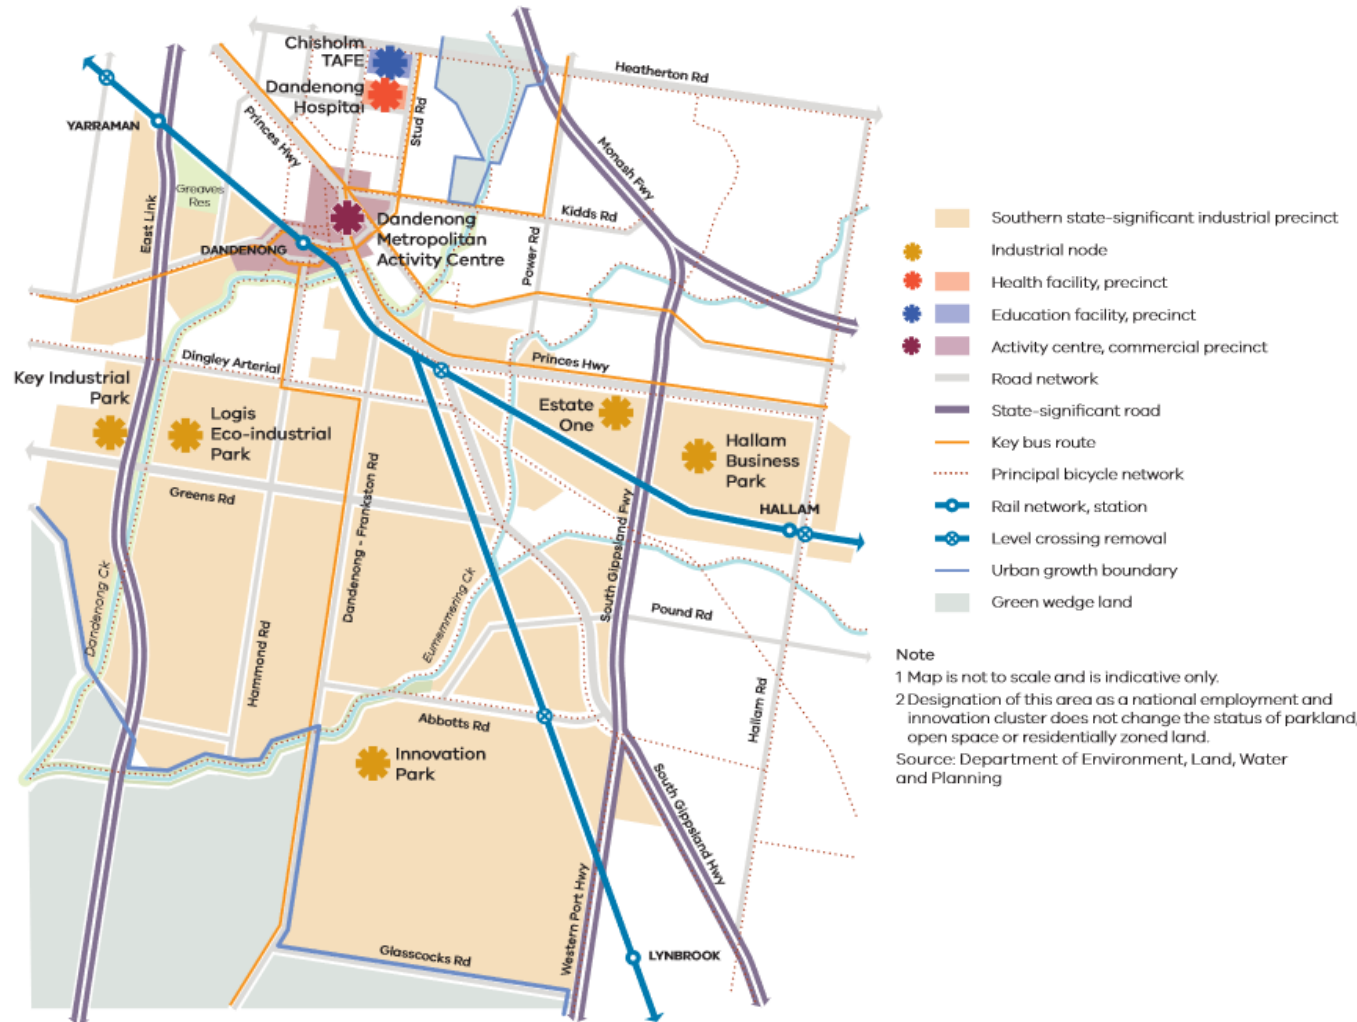 Chisholm
TAFE
Dandenong
Hospital
Heatherton Rd
YARRAMAN
Princes Hwy
Stud Rd
Monash Fwy
Greaves
Res
East Link
Kidds Rd
DANDENONG
Dandenong
Metropolitan
Activity Centre
Power Rd
Dingley Arterial
Princes Hwy
Key Industrial
Park
Logis
Eco-industrial
Park
Estate
One
Hallam
Business
Park
Greens Rd
HALLAM
Dandenong - Frankston Rd
South Gippsland Fwy
Dandenong Ck
Eumemmering Ck
Pound Rd
Hammond Rd
Hallam Rd
Abbotts Rd
Innovation
Park
South Gippsland Hwy
Western Port Hwy
Glasscocks Rd
LYNBROOK
Southern state-significant industrial precinct
Industrial node
Health facility, precinct
Education facility, precinct
Activity centre, commercial precinct
Road network
State-significant road
Key bus route
Principal bicycle network
Rail network, station
Level crossing removal
Urban growth boundary
Green wedge land
Note
1 Map is not to scale and is indicative only.
2 Designation of this area as a national employment and
innovation cluster does not change the status of parkland,
open space or residentially zoned land.
Source: Department of Environment, Land, Water
and Planning